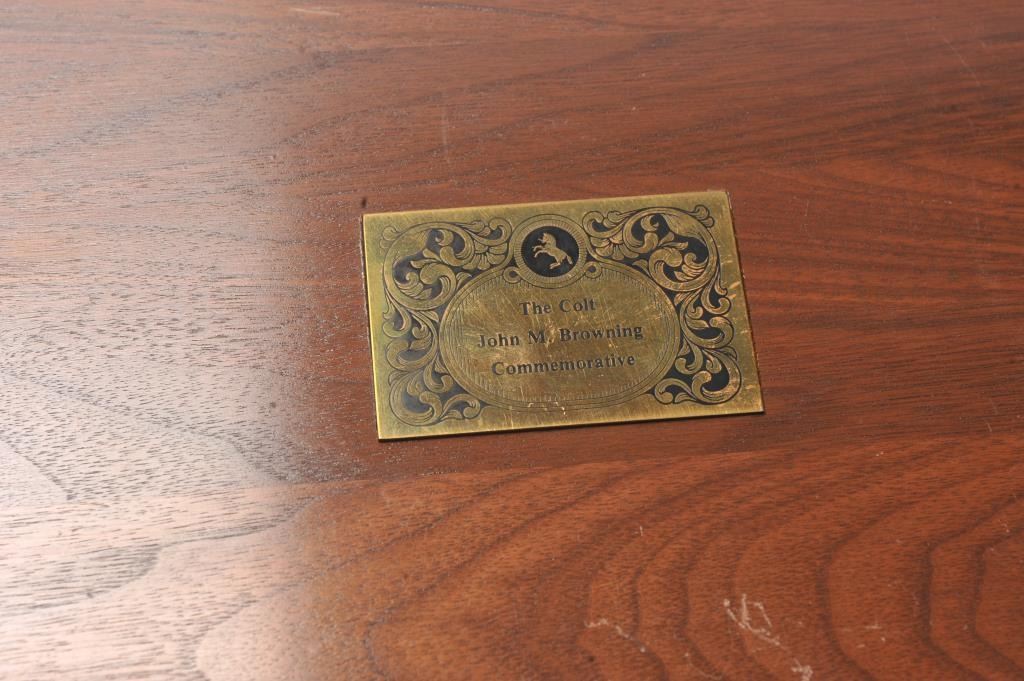 The Colt
John M. Browning
Commemorative